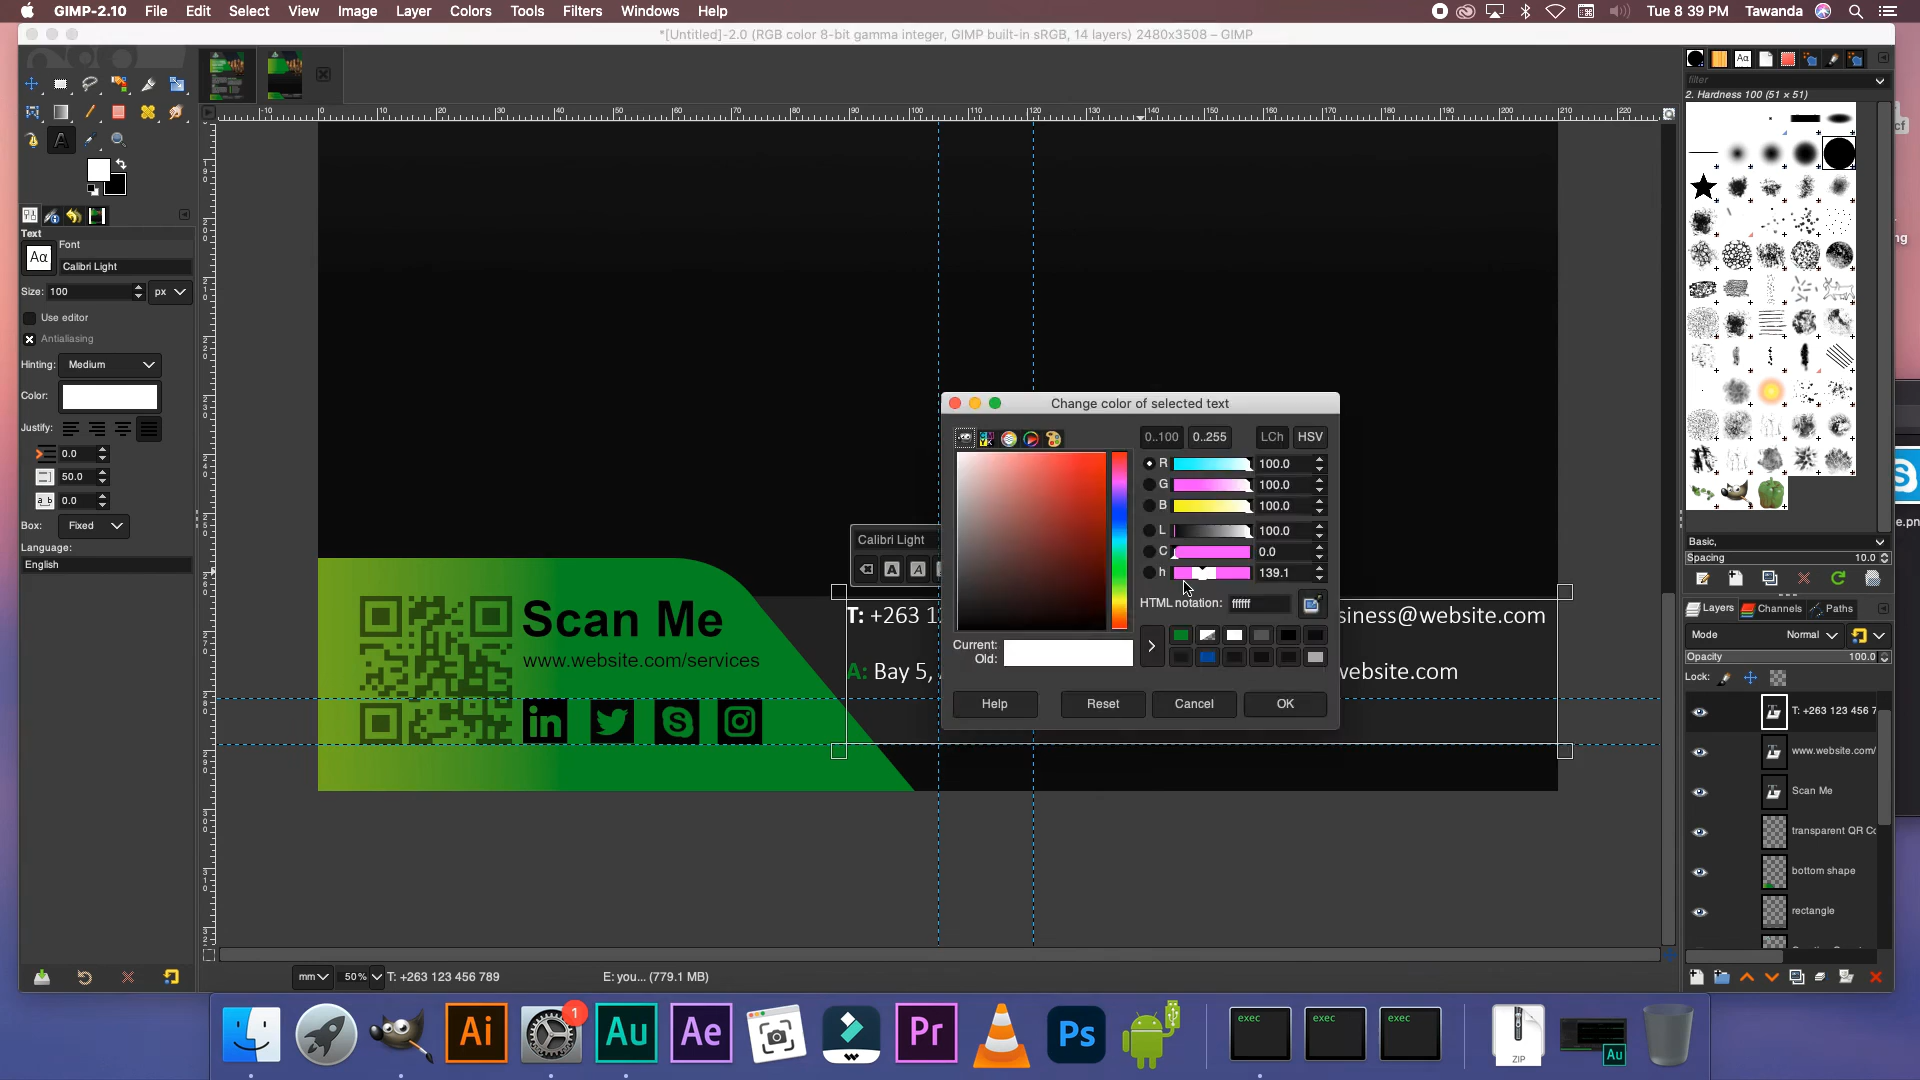 GIMP-2.10 File Edit Select View Image Layer Colors Tools Filters Windows Help Tue 8 39 PM Tawanda
*[Untitled]-2.0 (RGB color 8-bit gamma integer, GIMP built-in sRGB, 14 layers) 2480x3508 – GIMP
filter
2. Hardness 100 (51 × 51)
Text
Font
Aα Calibri Light
Size: 100 px
Use editor
Antialiasing
Hinting: Medium
Color:
Justify:
0.0
50.0
0.0
Box: Fixed
Language:
English
Change color of selected text
0..100 0..255 LCh HSV
R 100.0
G 100.0
B 100.0
L 100.0
C 0.0
h 139.1
HTML notation: ffffff
Current:
Old:
Help Reset Cancel OK
Calibri Light
Scan Me
www.website.com/services
T: +263 1
siness@website.com
A: Bay 5,
website.com
in
Basic,
Spacing 10.0
Layers Channels Paths
Mode Normal
Opacity 100.0
Lock:
T: +263 123 456 7
www.website.com/
Scan Me
transparent QR Co
bottom shape
rectangle
mm 50% T: +263 123 456 789 E: you... (779.1 MB)
Ai 1 Au Ae Pr Ps exec exec exec ZIP Au